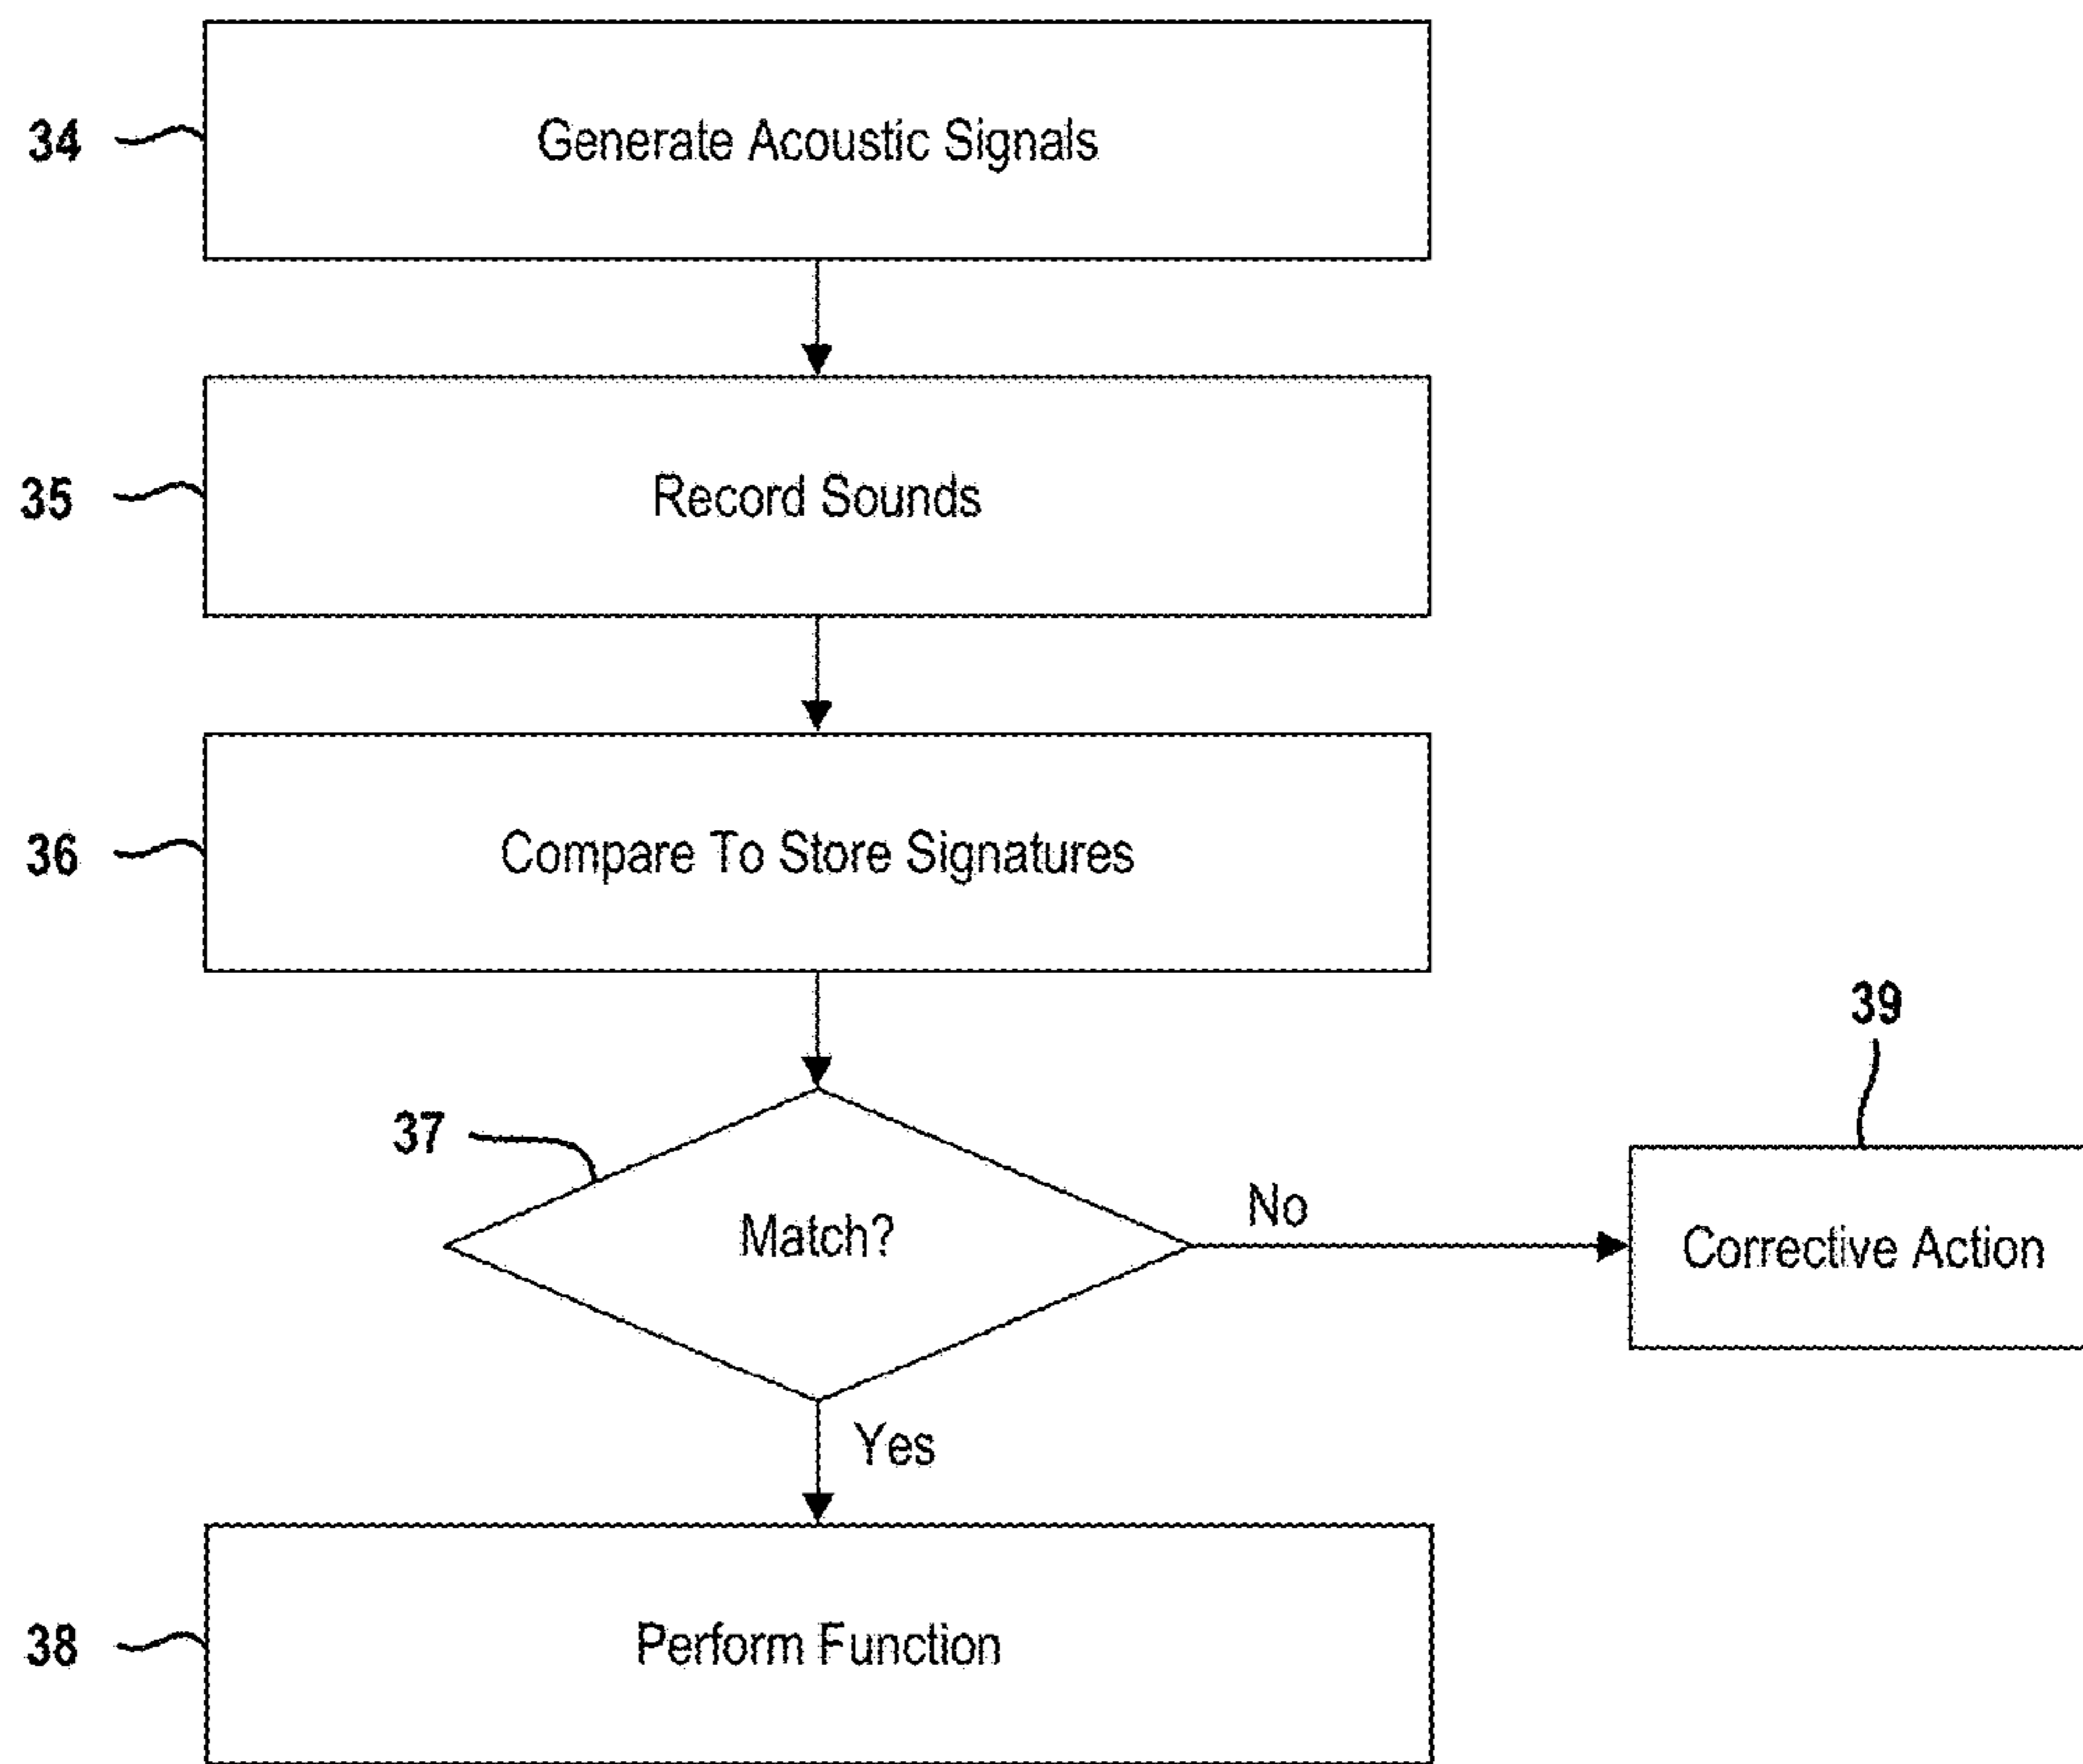 34
Generate Acoustic Signals
35
Record Sounds
36
Compare To Store Signatures
39
37
Match?
No
Corrective Action
Yes
38
Perform Function